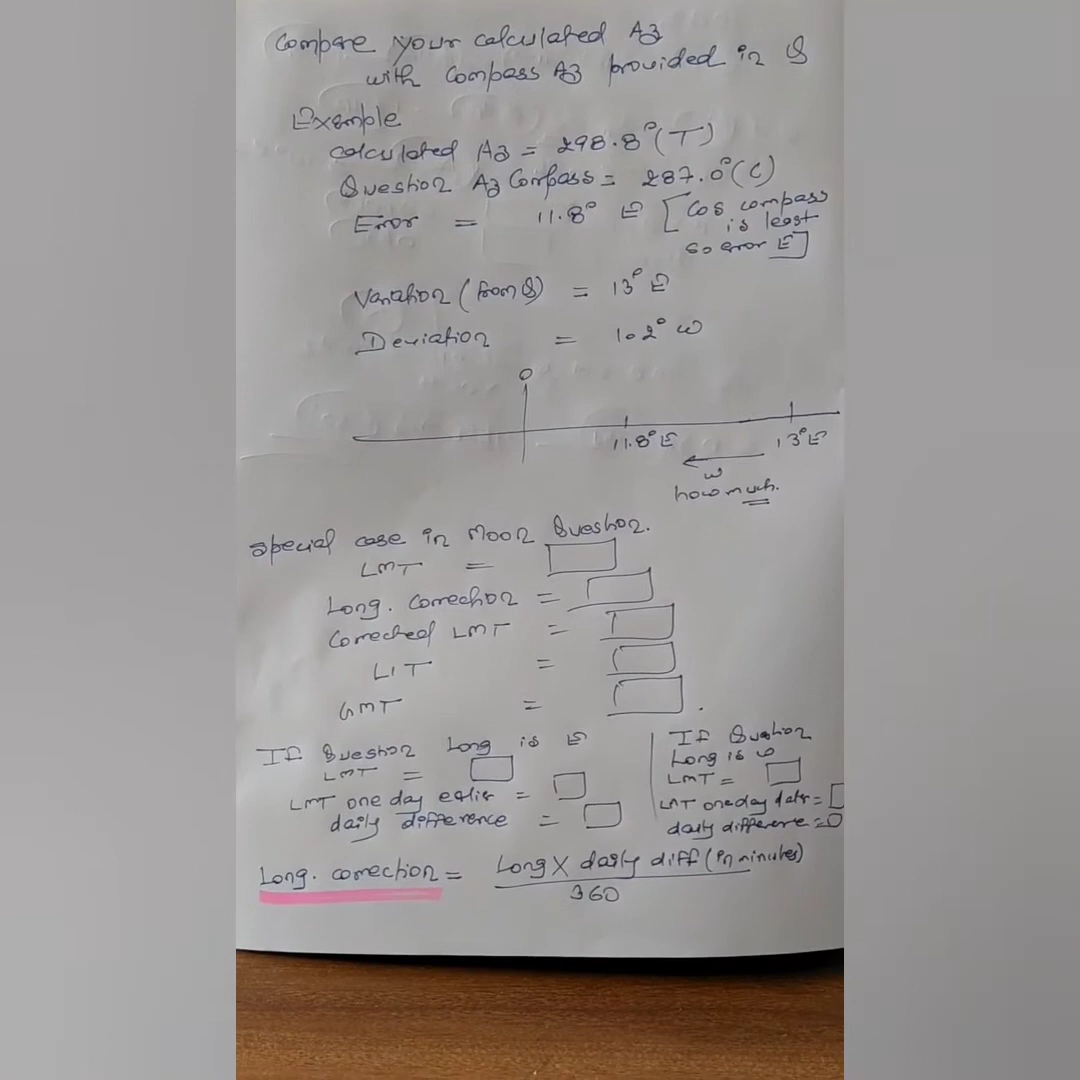 Compare your calculated Az
with Compass Az provided in Q
Example
Calculated Az = 298.8°(T)
Question Az Compass = 287.0°(C)
Error = 11.8° E [Cos compass
is least
so error E]
Variation (from Q) = 13° E
Deviation = 1.2° W
0
11.8° E 13° E
W
how much.
Special case in Moon Question.
LMT =
Long. correction =
Corrected LMT =
LIT =
GMT =
If Question Long is E
LMT =
LMT one day earlier =
daily difference =
If Question
Long is W
LMT =
LMT one day later =
daily difference =
Long. correction = Long X daily diff (in minutes)
360